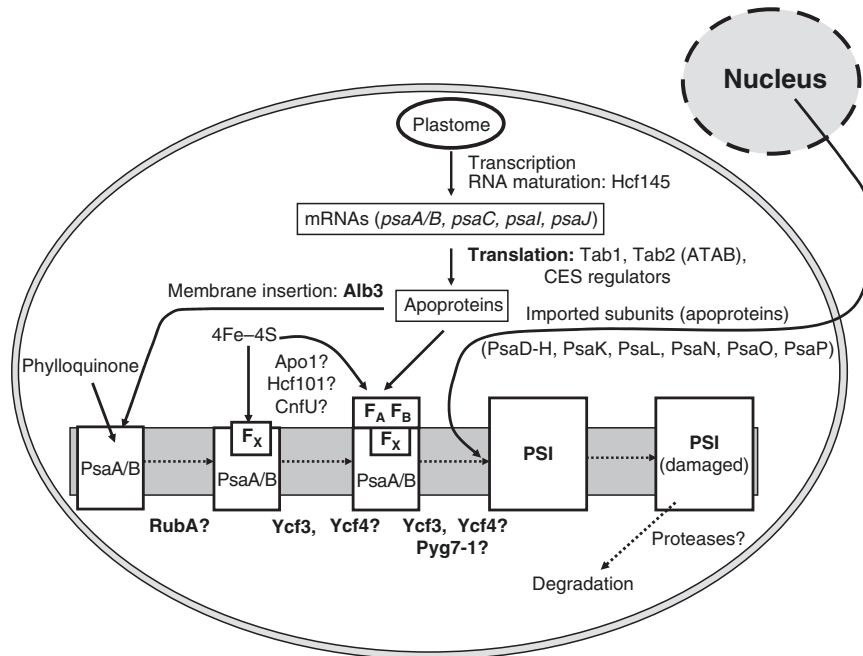 Nucleus
Plastome
Transcription
RNA maturation: Hcf145
mRNAs (psaA/B, psaC, psaI, psaJ)
Translation: Tab1, Tab2 (ATAB),
CES regulators
Membrane insertion: Alb3
Apoproteins
Imported subunits (apoproteins)
(PsaD-H, PsaK, PsaL, PsaN, PsaO, PsaP)
4Fe–4S
Phylloquinone
Apo1?
Hcf101?
CnfU?
FA FB
FX
FX
PsaA/B
PsaA/B
PsaA/B
PSI
PSI
(damaged)
RubA?
Ycf3, Ycf4?
Ycf3, Ycf4?
Pyg7-1?
Proteases?
Degradation